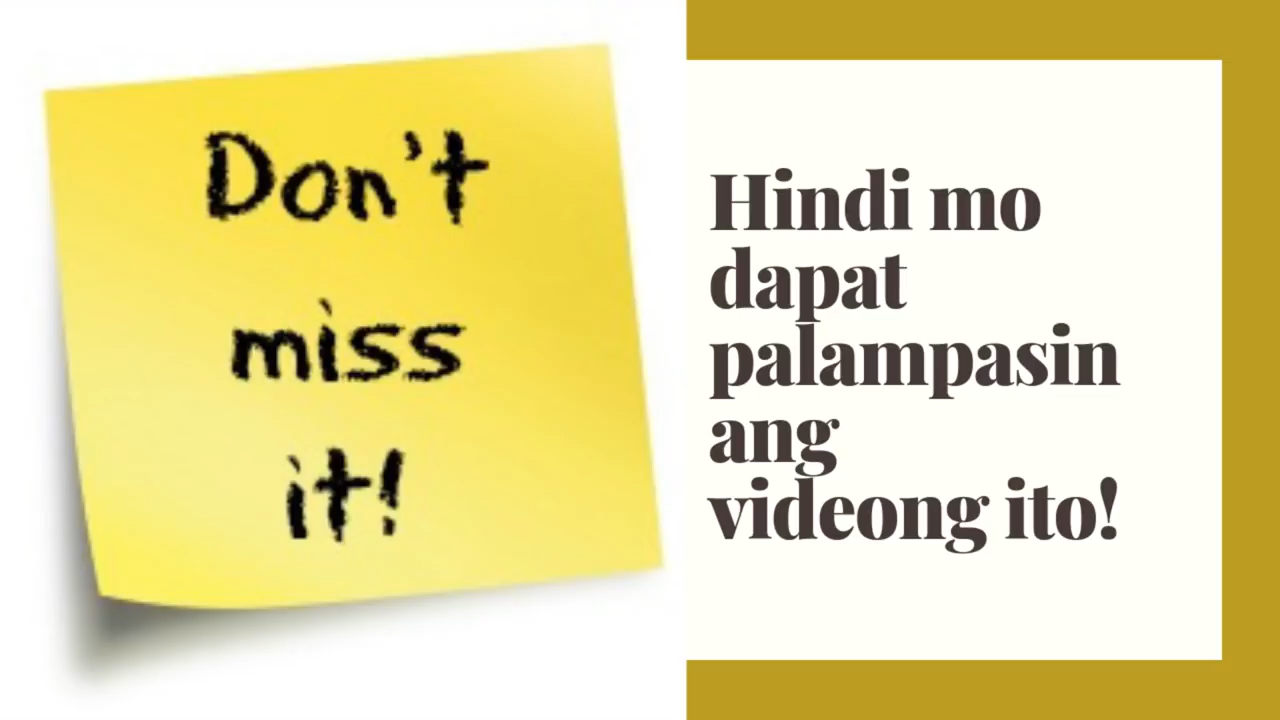 Don't
miss
it!
Hindi mo
dapat
palampasin
ang
videong ito!